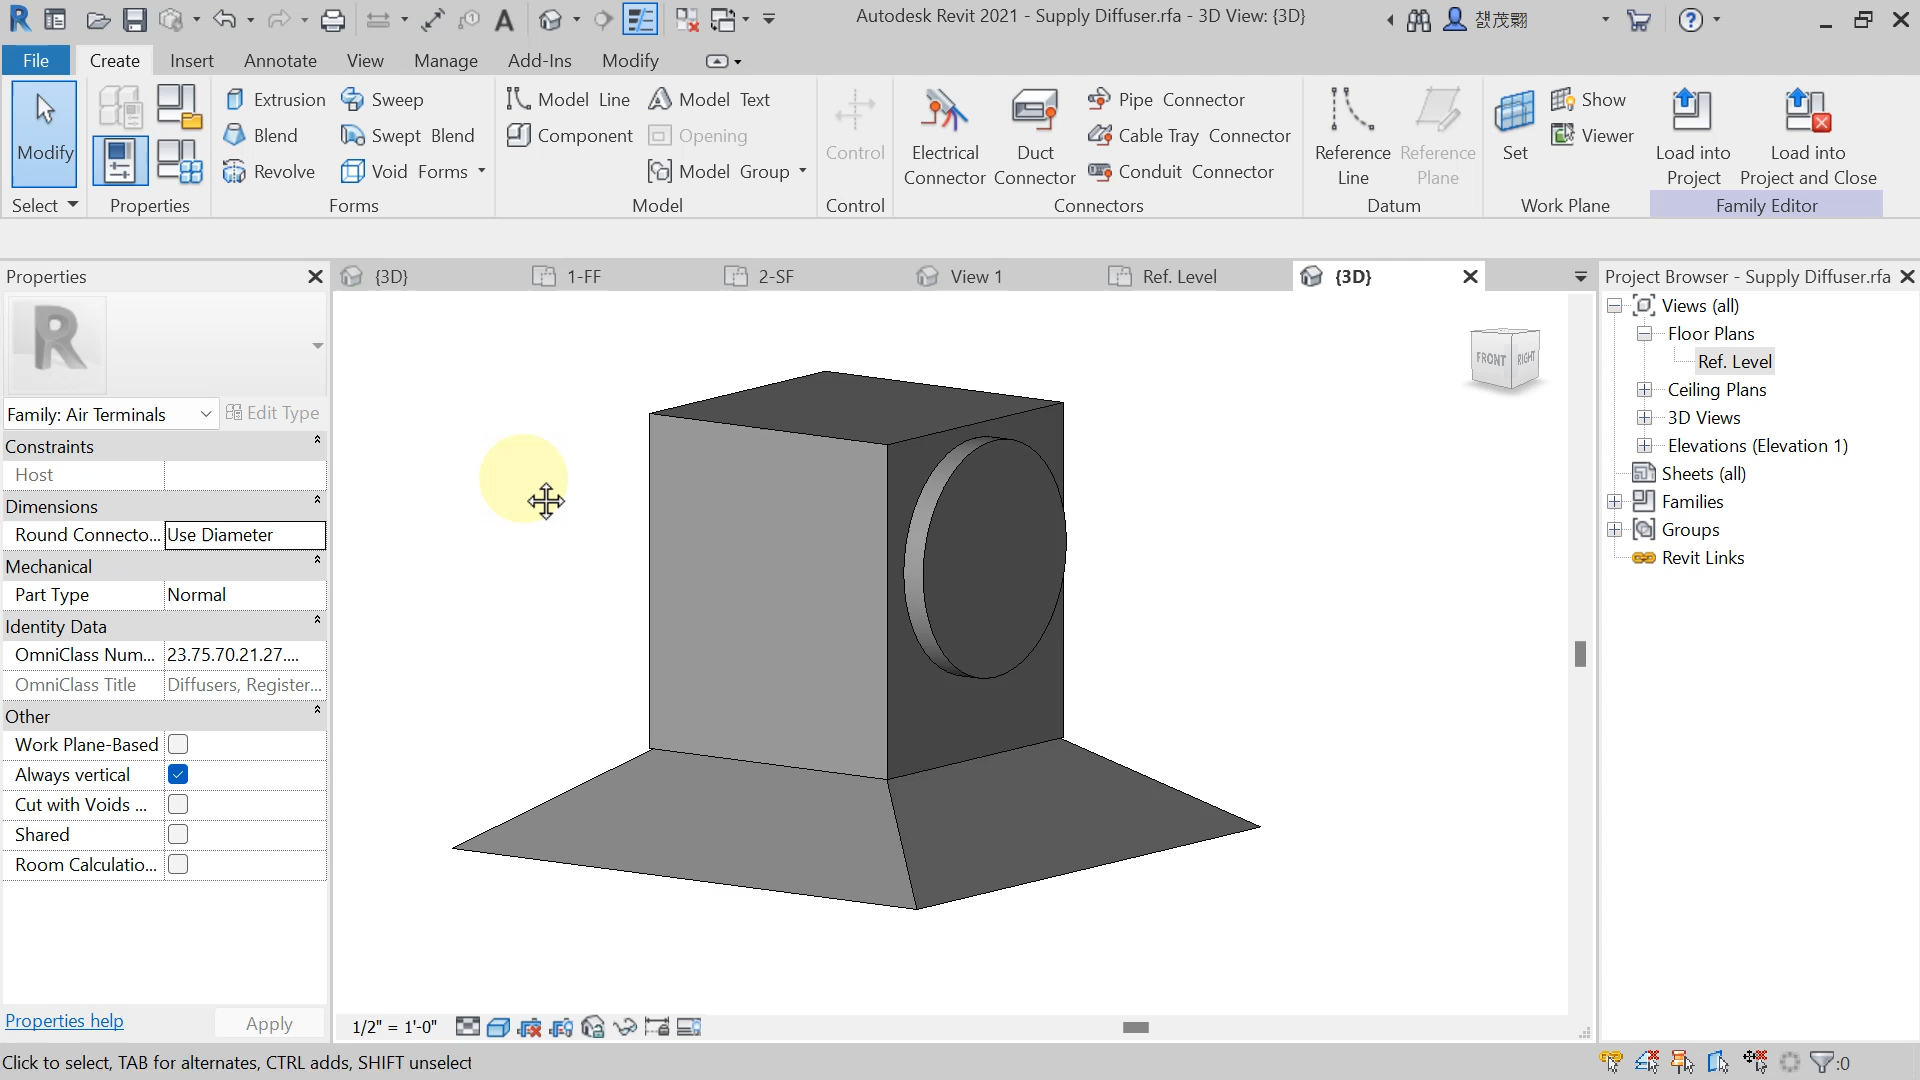 Autodesk Revit 2021 - Supply Diffuser.rfa - 3D View: {3D}
File Create Insert Annotate View Manage Add-Ins Modify
Modify
Select
Properties
Extrusion Sweep
Blend Swept Blend
Revolve Void Forms
Forms
Model Line Model Text
Component Opening
Model Group
Model
Control
Control
Electrical Connector
Duct Connector
Pipe Connector
Cable Tray Connector
Conduit Connector
Connectors
Reference Line
Reference Plane
Datum
Set
Show
Viewer
Work Plane
Load into Project
Load into Project and Close
Family Editor
Properties
{3D} 1-FF 2-SF View 1 Ref. Level {3D}
Project Browser - Supply Diffuser.rfa
R
Family: Air Terminals Edit Type
Constraints
Host
Dimensions
Round Connecto... Use Diameter
Mechanical
Part Type Normal
Identity Data
OmniClass Num... 23.75.70.21.27....
OmniClass Title Diffusers, Register...
Other
Work Plane-Based
Always vertical
Cut with Voids ...
Shared
Room Calculatio...
Properties help Apply
FRONT RIGHT
Views (all)
Floor Plans
Ref. Level
Ceiling Plans
3D Views
Elevations (Elevation 1)
Sheets (all)
Families
Groups
Revit Links
1/2" = 1'-0"
Click to select, TAB for alternates, CTRL adds, SHIFT unselect
:0